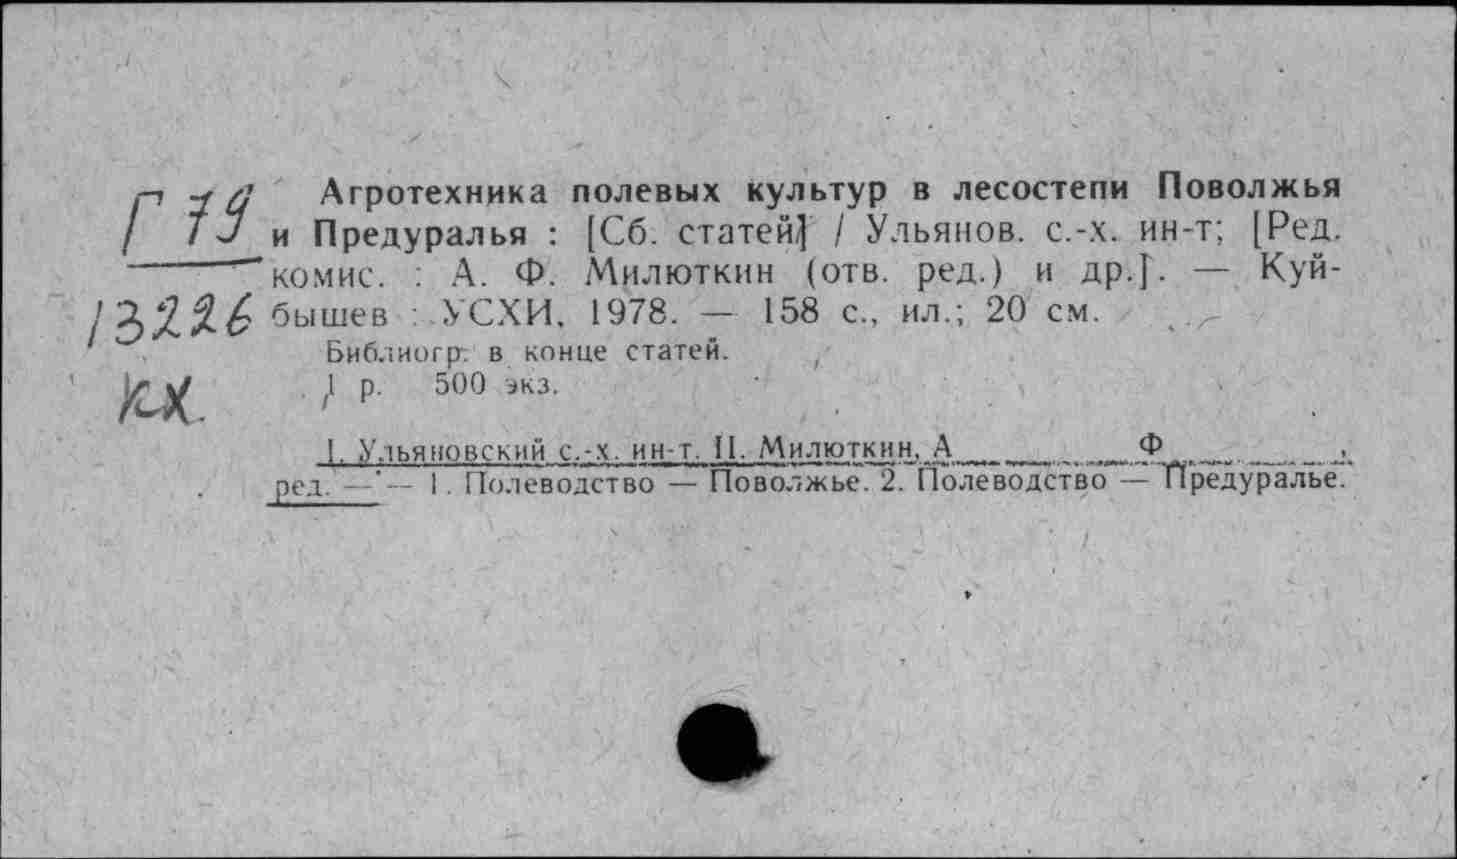 Г 79
13226
кх.
Агротехника полевых культур в лесостепи Поволжья
и Предуралья : [Сб. статей] / Ульянов. с.-х. ин-т; [Ред.
комис. : А. Ф. Милюткин (отв. ред.) и др.]. — Куй-
бышев : УСХИ, 1978. — 158 с., ил.; 20 см.
Библиогр. в конце статей.
1 р. 500 экз.
I. Ульяновский с.-х. ин-т. II. Милюткин, А Ф ,
ред. — — 1. Полеводство — Поволжье. 2. Полеводство — Предуралье.